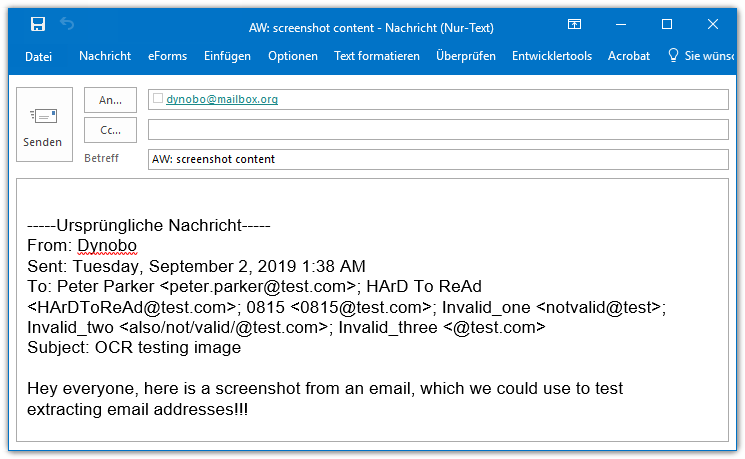 AW: screenshot content - Nachricht (Nur-Text)
Datei Nachricht eForms Einfügen Optionen Text formatieren Überprüfen Entwicklertools Acrobat Sie wünsc
An... dynobo@mailbox.org
Senden
Cc...
Betreff AW: screenshot content
-----Ursprüngliche Nachricht-----
From: Dynobo
Sent: Tuesday, September 2, 2019 1:38 AM
To: Peter Parker <peter.parker@test.com>; HArD To ReAd
<HArDToReAd@test.com>; 0815 <0815@test.com>; Invalid_one <notvalid@test>;
Invalid_two <also/not/valid/@test.com>; Invalid_three <@test.com>
Subject: OCR testing image
Hey everyone, here is a screenshot from an email, which we could use to test
extracting email addresses!!!